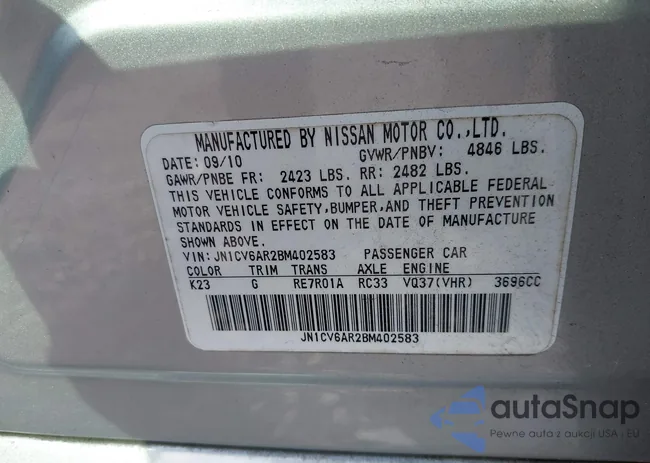 MANUFACTURED BY NISSAN MOTOR CO.,LTD.
DATE: 09/10 GVWR/PNBV: 4846 LBS.
GAWR/PNBE FR: 2423 LBS. RR: 2482 LBS.
THIS VEHICLE CONFORMS TO ALL APPLICABLE FEDERAL
MOTOR VEHICLE SAFETY,BUMPER,AND THEFT PREVENTION
STANDARDS IN EFFECT ON THE DATE OF MANUFACTURE
SHOWN ABOVE.
VIN: JN1CV6AR2BM402583 PASSENGER CAR
COLOR TRIM TRANS AXLE ENGINE
K23 G RE7R01A RC33 VQ37(VHR) 3696CC
JN1CV6AR2BM402583
autaSnap
Pewne auta z aukcji USA i EU